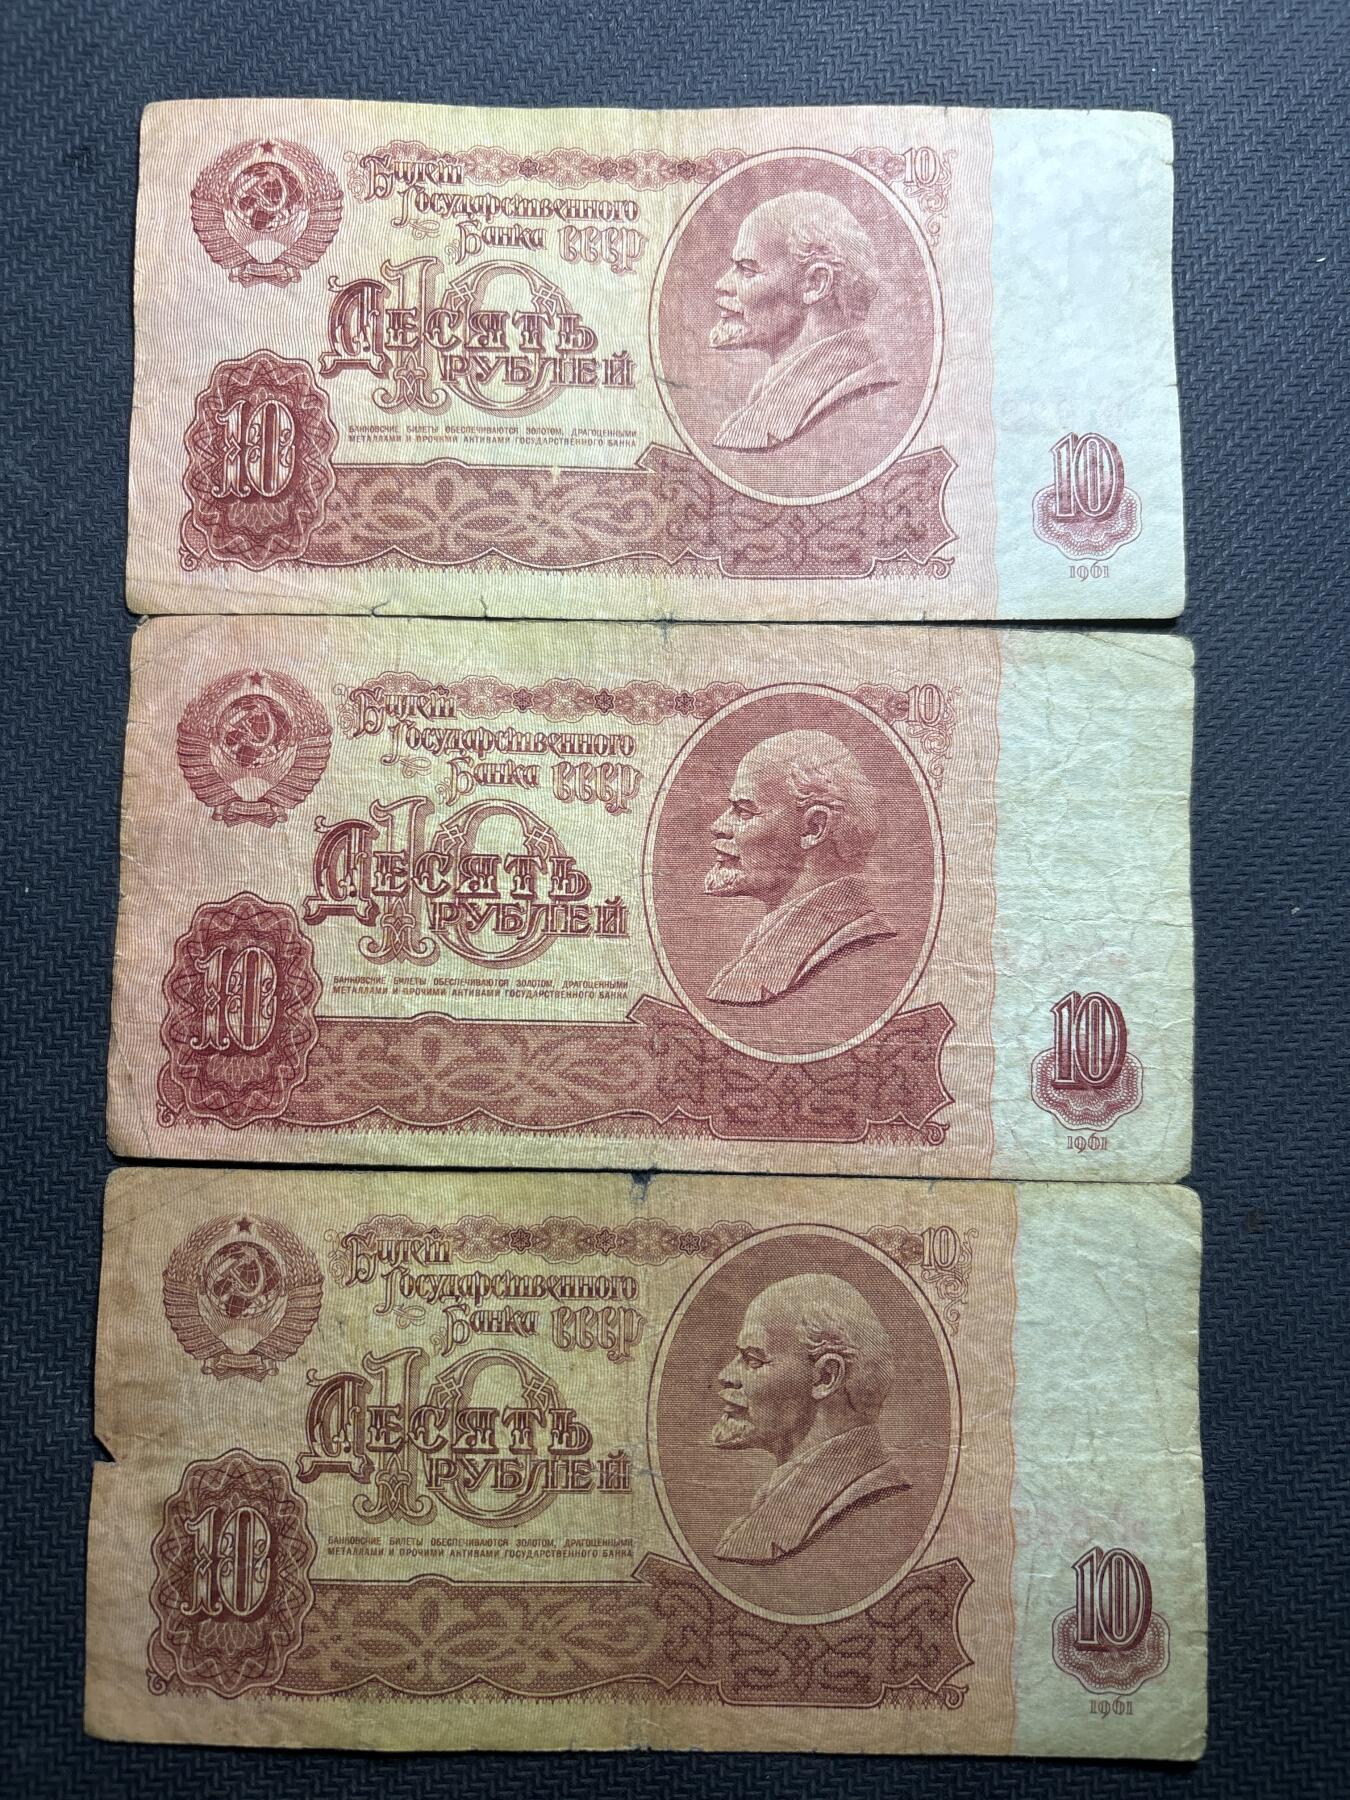 Билет
10
Государственного
Банка СССР
10
Десять
рублей
10
БАНКОВСКИЕ БИЛЕТЫ ОБЕСПЕЧИВАЮТСЯ ЗОЛОТОМ, ДРАГОЦЕННЫМИ
МЕТАЛЛАМИ И ПРОЧИМИ АКТИВАМИ ГОСУДАРСТВЕННОГО БАНКА
10
1961
Билет
10
Государственного
Банка СССР
10
Десять
рублей
10
БАНКОВСКИЕ БИЛЕТЫ ОБЕСПЕЧИВАЮТСЯ ЗОЛОТОМ, ДРАГОЦЕННЫМИ
МЕТАЛЛАМИ И ПРОЧИМИ АКТИВАМИ ГОСУДАРСТВЕННОГО БАНКА
10
1961
Билет
10
Государственного
Банка СССР
10
Десять
рублей
10
БАНКОВСКИЕ БИЛЕТЫ ОБЕСПЕЧИВАЮТСЯ ЗОЛОТОМ, ДРАГОЦЕННЫМИ
МЕТАЛЛАМИ И ПРОЧИМИ АКТИВАМИ ГОСУДАРСТВЕННОГО БАНКА
10
1961